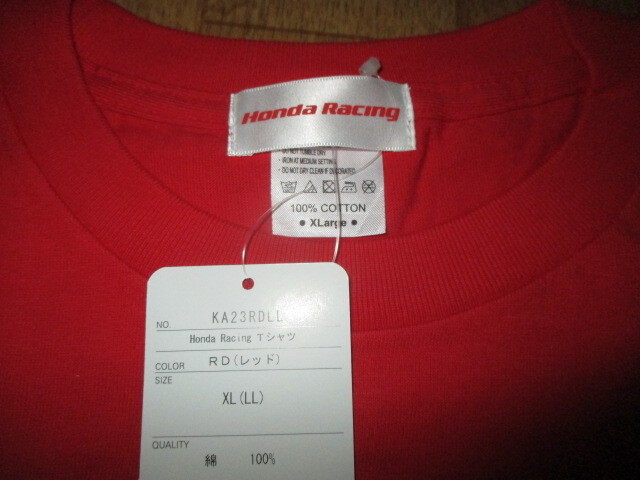 Honda Racing
• DO NOT TUMBLE DRY
• IRON AT MEDIUM SETTING
• DO NOT DRY CLEAN IF DECORATED
100% COTTON
• XLarge •
NO. KA23RDLL
Honda Racing Tシャツ
COLOR RD(レッド)
SIZE
XL(LL)
QUALITY
綿 100%